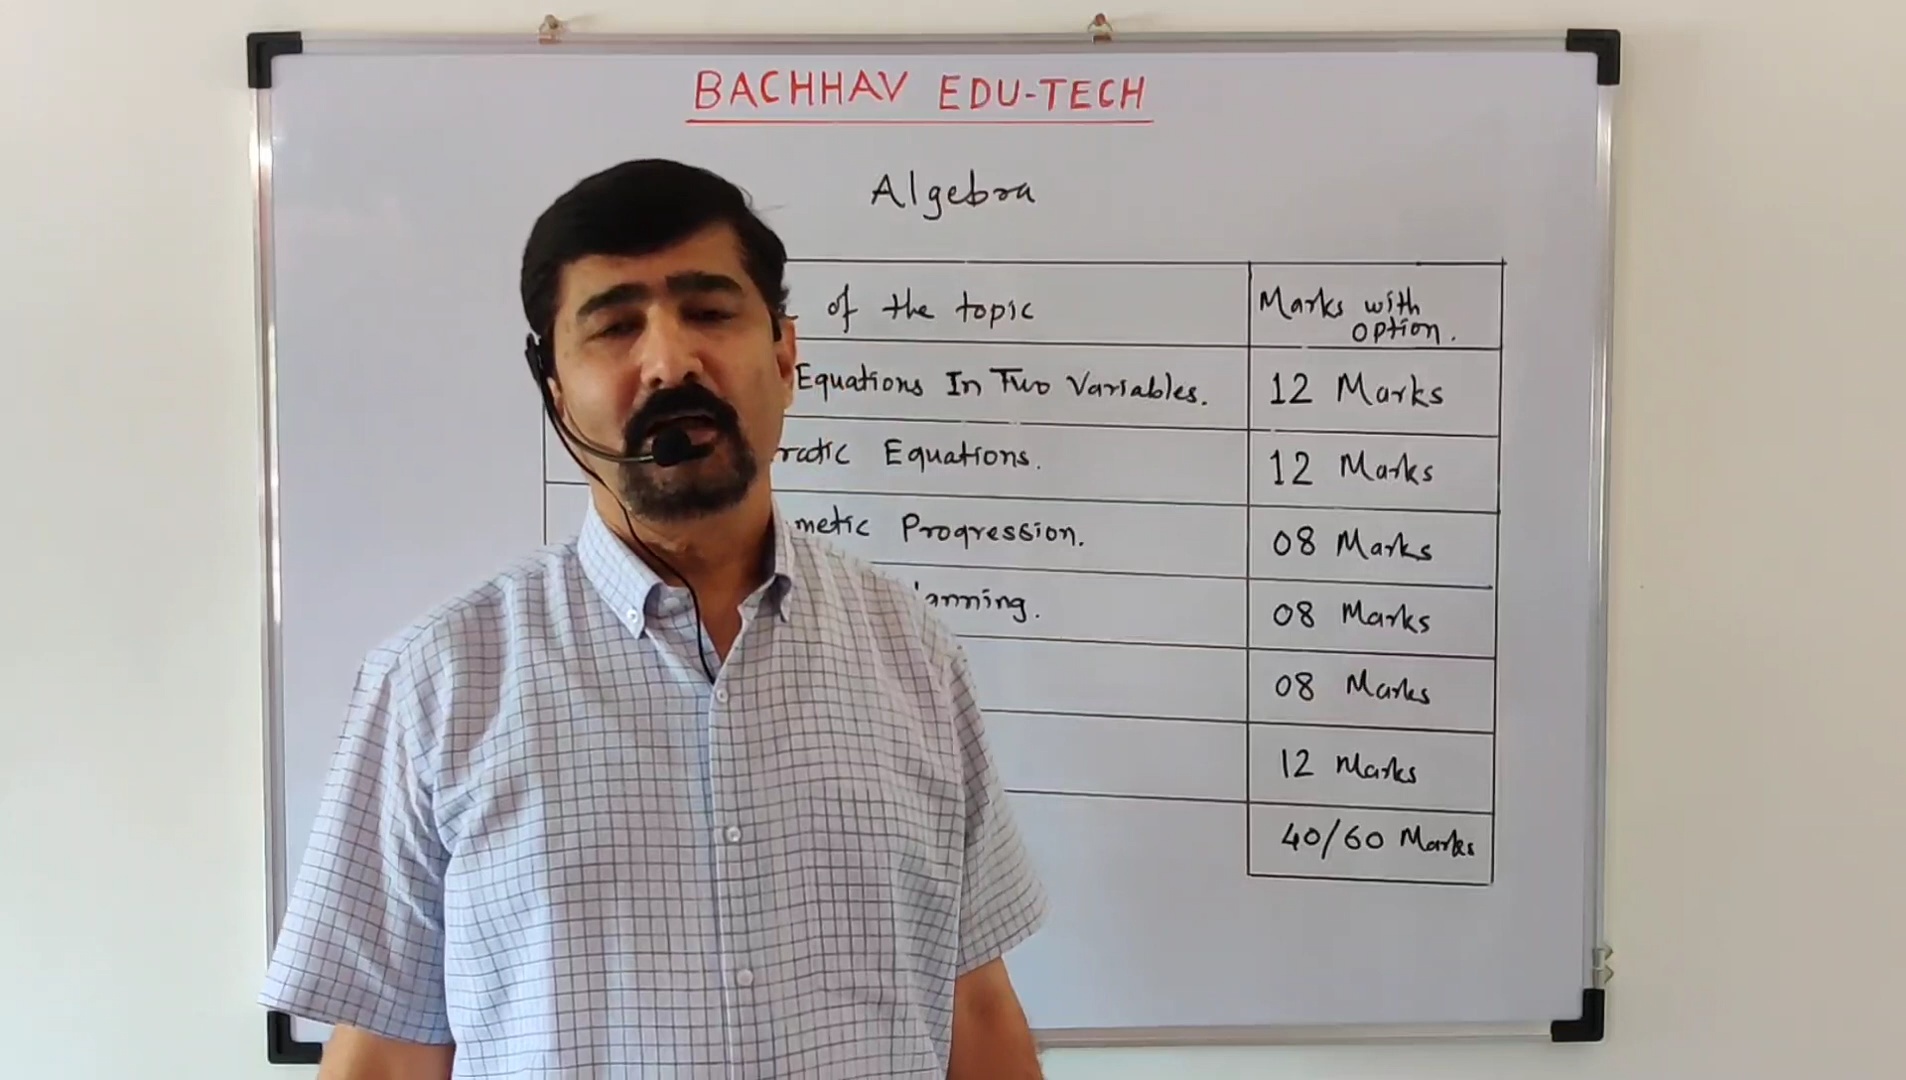 BACHHAV EDU-TECH
Algebra
of the topic
Marks with
option.
Equations In Two Variables.
12 Marks
Equations.
12 Marks
Progression.
08 Marks
08 Marks
08 Marks
12 Marks
40/60 Marks